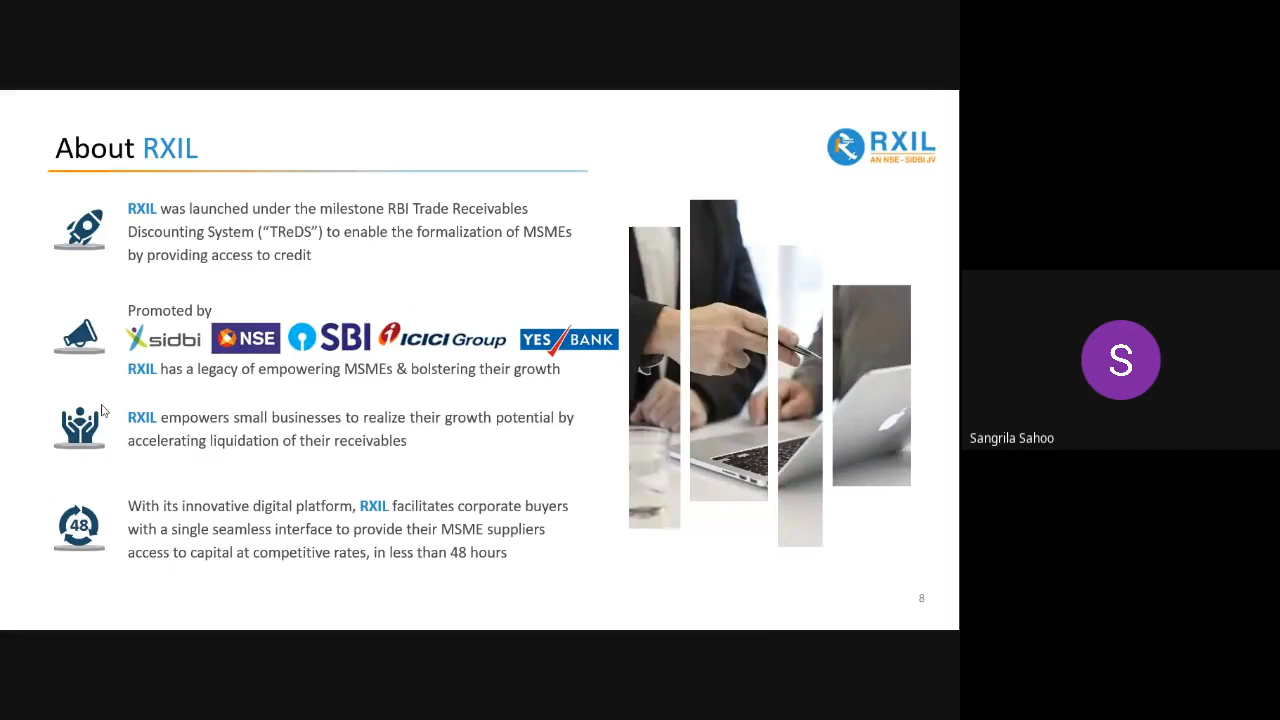 About RXIL
RXIL
AN NSE - SIDBI JV
RXIL was launched under the milestone RBI Trade Receivables
Discounting System (“TReDS”) to enable the formalization of MSMEs
by providing access to credit
Promoted by
sidbi NSE SBI ICICI Group YES BANK
RXIL has a legacy of empowering MSMEs & bolstering their growth
RXIL empowers small businesses to realize their growth potential by
accelerating liquidation of their receivables
48
With its innovative digital platform, RXIL facilitates corporate buyers
with a single seamless interface to provide their MSME suppliers
access to capital at competitive rates, in less than 48 hours
8
S
Sangrila Sahoo